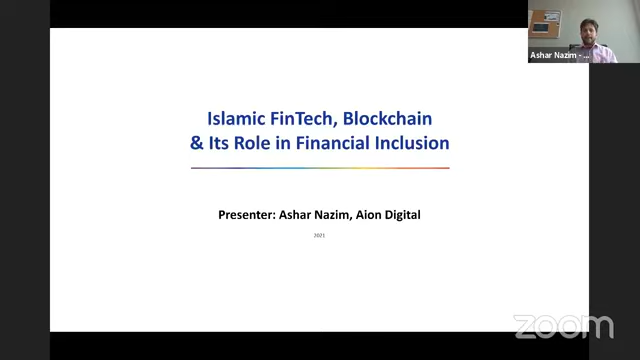 Islamic FinTech, Blockchain
& Its Role in Financial Inclusion
Presenter: Ashar Nazim, Aion Digital
2021
Ashar Nazim - ...
zoom